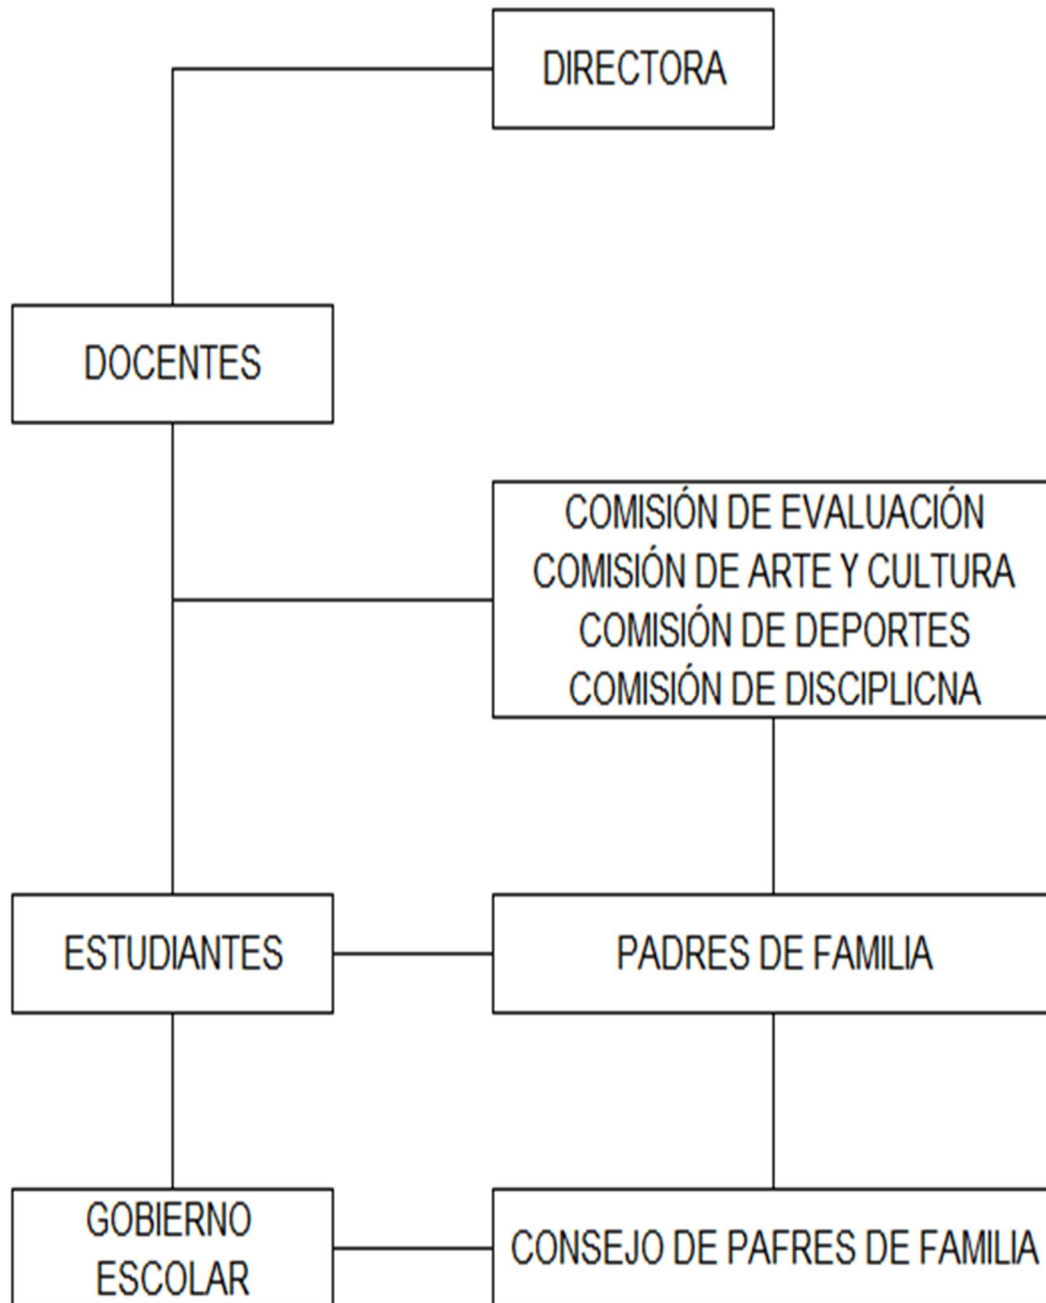 DIRECTORA
DOCENTES
COMISIÓN DE EVALUACIÓN
COMISIÓN DE ARTE Y CULTURA
COMISIÓN DE DEPORTES
COMISIÓN DE DISCIPLICNA
ESTUDIANTES
PADRES DE FAMILIA
GOBIERNO
ESCOLAR
CONSEJO DE PAFRES DE FAMILIA